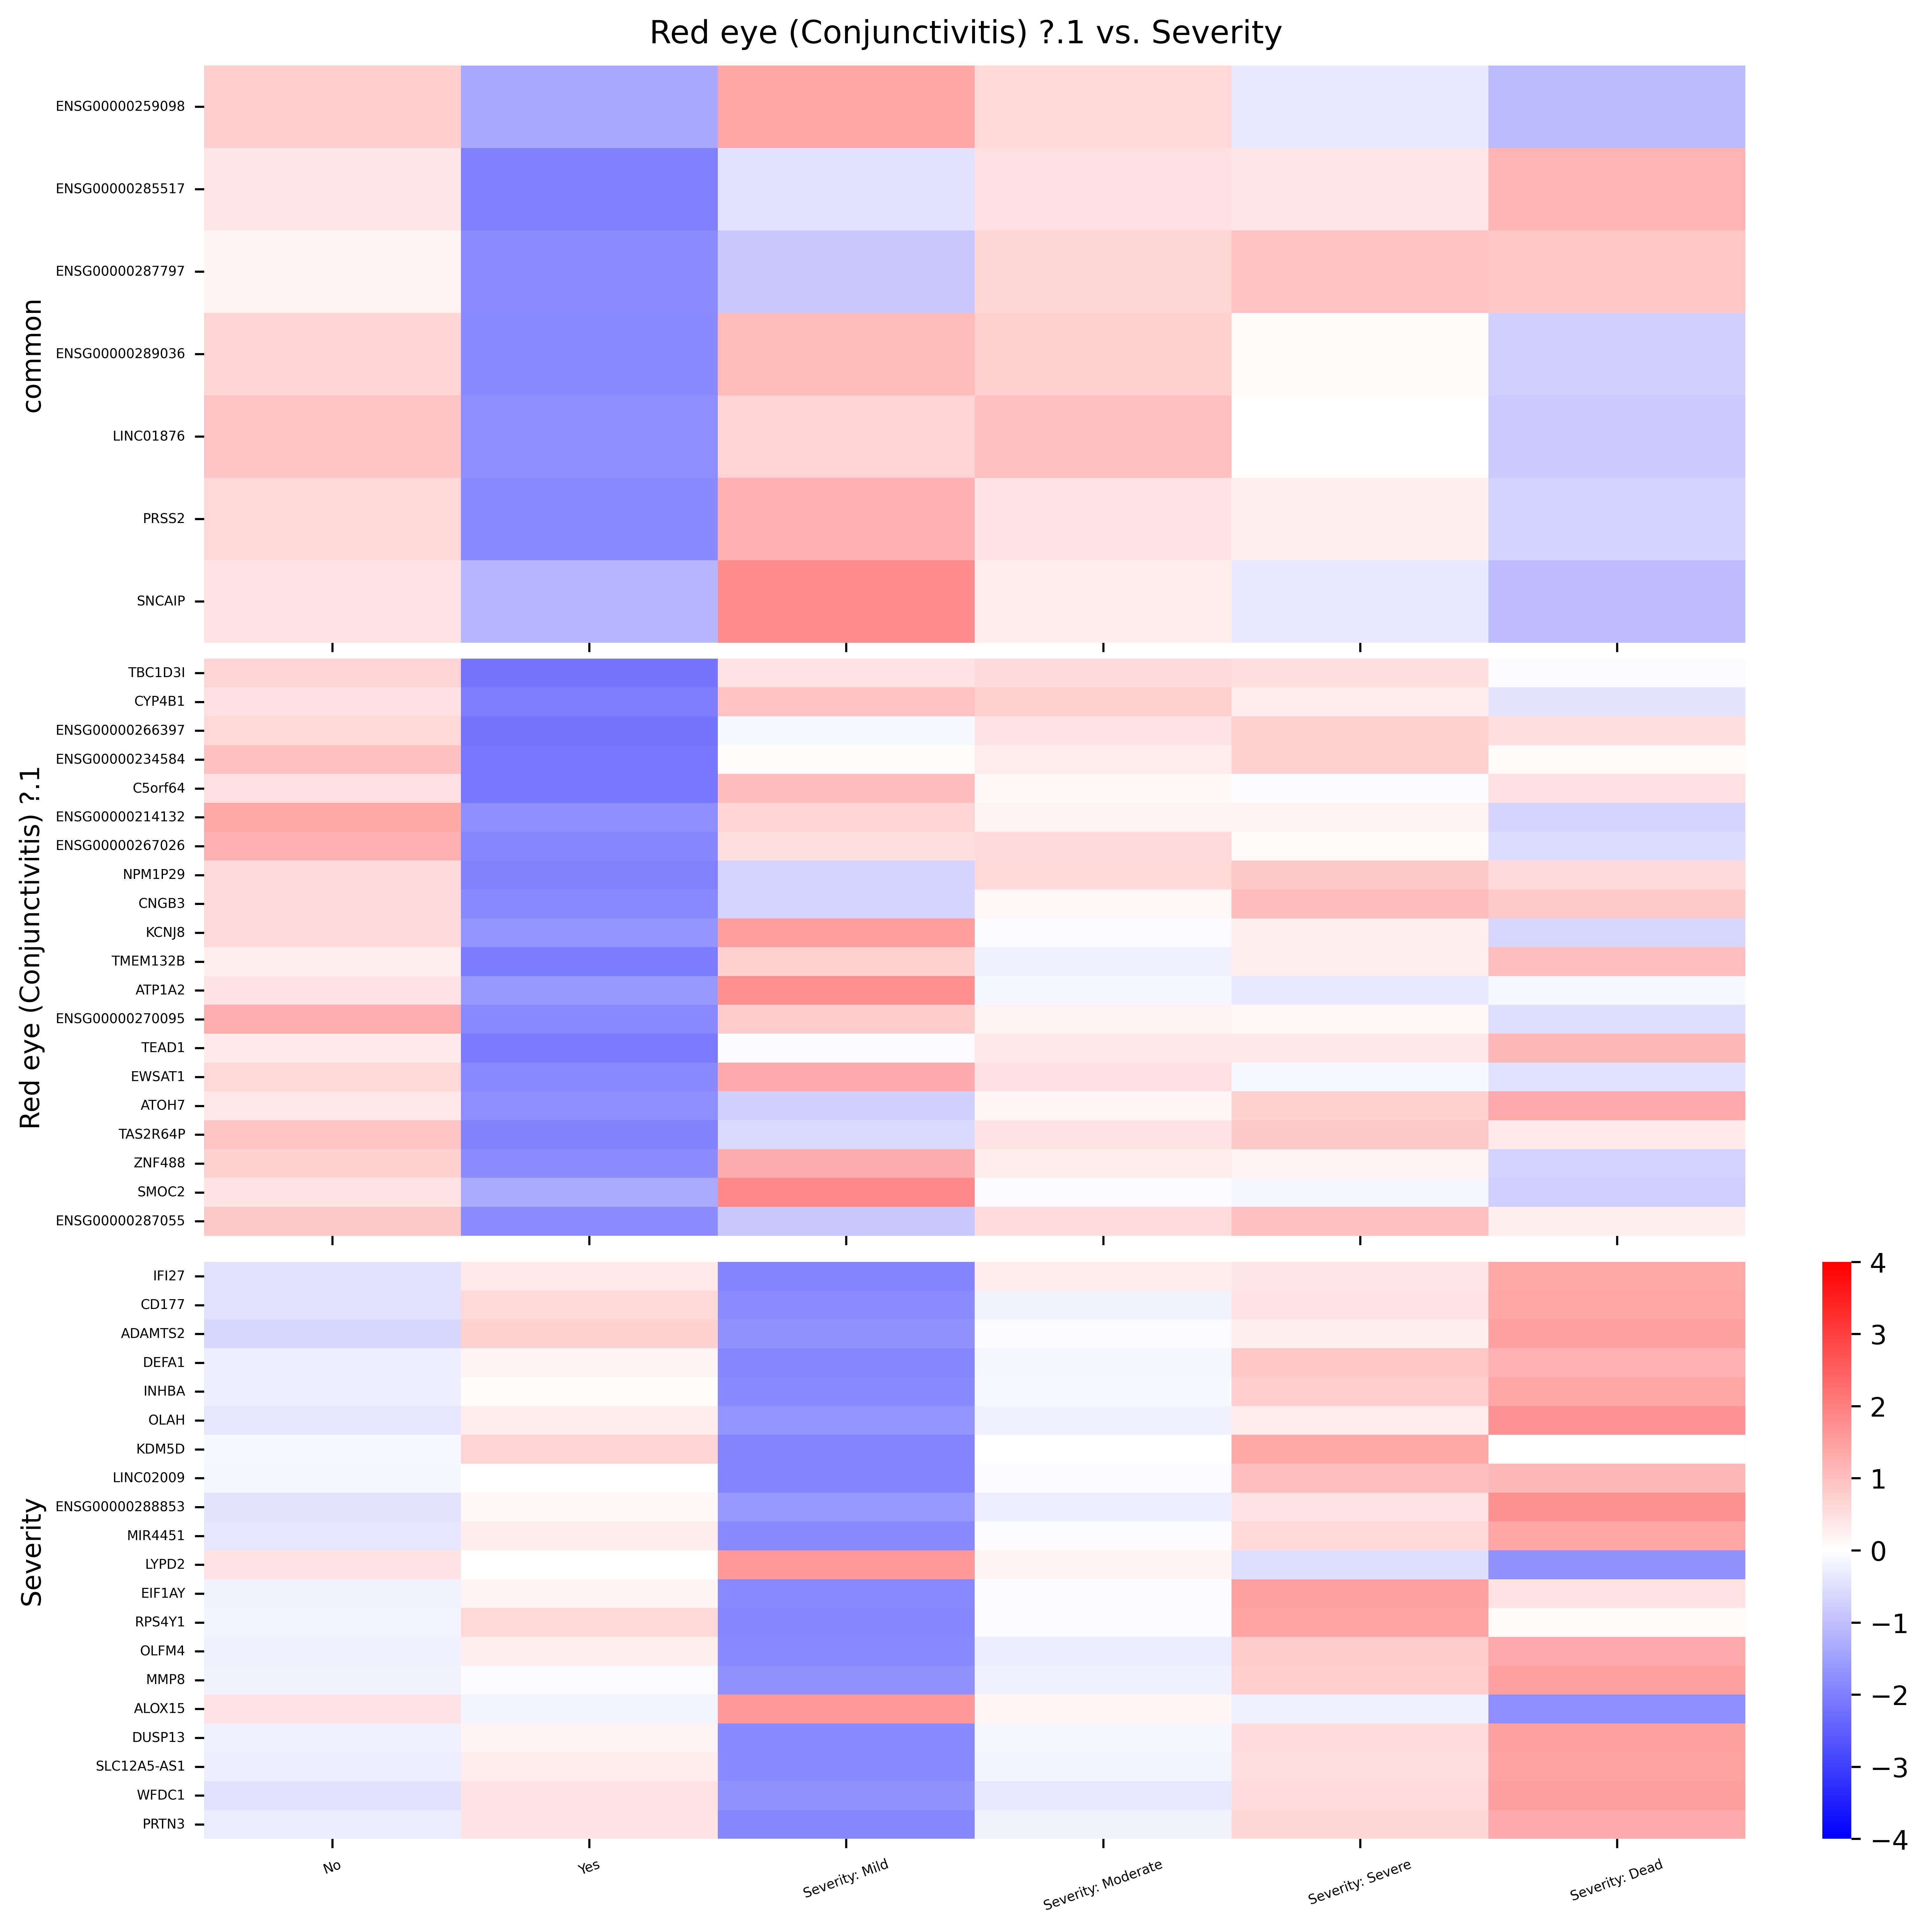 Red eye (Conjunctivitis) ?.1 vs. Severity
common
ENSG00000259098
ENSG00000285517
ENSG00000287797
ENSG00000289036
LINC01876
PRSS2
SNCAIP
Red eye (Conjunctivitis) ?.1
TBC1D3I
CYP4B1
ENSG00000266397
ENSG00000234584
C5orf64
ENSG00000214132
ENSG00000267026
NPM1P29
CNGB3
KCNJ8
TMEM132B
ATP1A2
ENSG00000270095
TEAD1
EWSAT1
ATOH7
TAS2R64P
ZNF488
SMOC2
ENSG00000287055
Severity
IFI27
CD177
ADAMTS2
DEFA1
INHBA
OLAH
KDM5D
LINC02009
ENSG00000288853
MIR4451
LYPD2
EIF1AY
RPS4Y1
OLFM4
MMP8
ALOX15
DUSP13
SLC12A5-AS1
WFDC1
PRTN3
No
Yes
Severity: Mild
Severity: Moderate
Severity: Severe
Severity: Dead
4
3
2
1
0
−1
−2
−3
−4